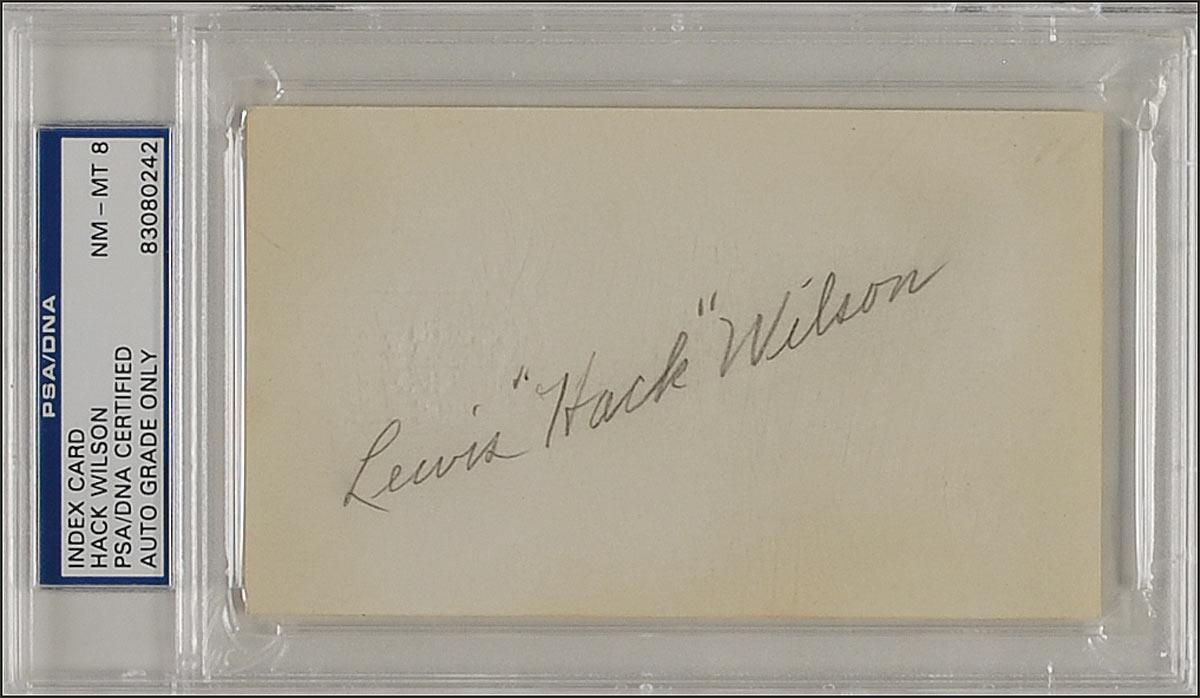 PSA/DNA
INDEX CARD
HACK WILSON NM - MT 8
PSA/DNA CERTIFIED
AUTO GRADE ONLY 83080242
Lewis "Hack" Wilson